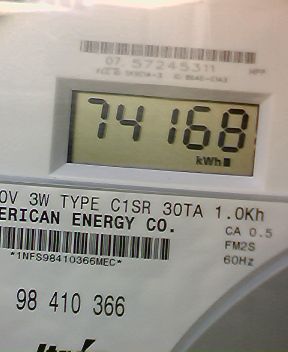 07 57245311
74168
kWh
0V 3W TYPE C1SR 30TA 1.0Kh
ERICAN ENERGY CO.
CA 0.5
FM2S
*1NFS98410366MEC*
60Hz
98 410 366